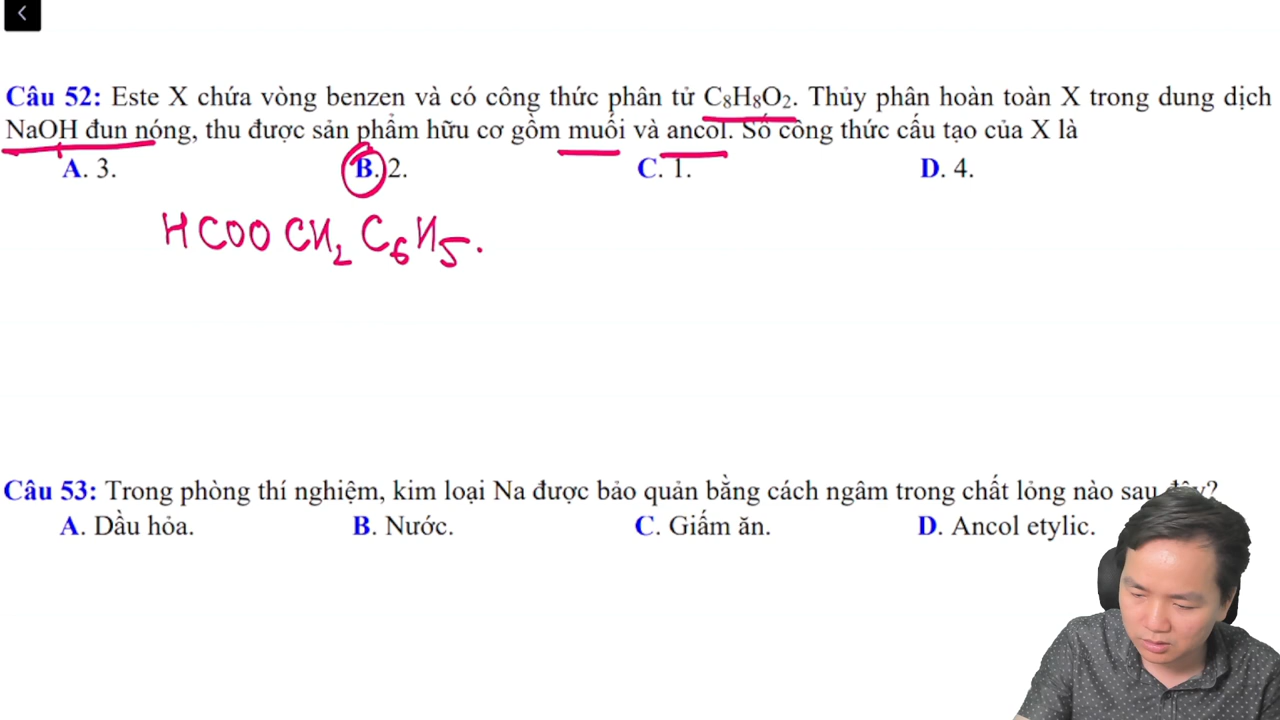 Câu 52: Este X chứa vòng benzen và có công thức phân tử C₈H₈O₂. Thủy phân hoàn toàn X trong dung dịch
NaOH đun nóng, thu được sản phẩm hữu cơ gồm muối và ancol. Số công thức cấu tạo của X là
A. 3. B. 2. C. 1. D. 4.
HCOOCH₂C₆H₅.
Câu 53: Trong phòng thí nghiệm, kim loại Na được bảo quản bằng cách ngâm trong chất lỏng nào sau đây?
A. Dầu hỏa. B. Nước. C. Giấm ăn. D. Ancol etylic.